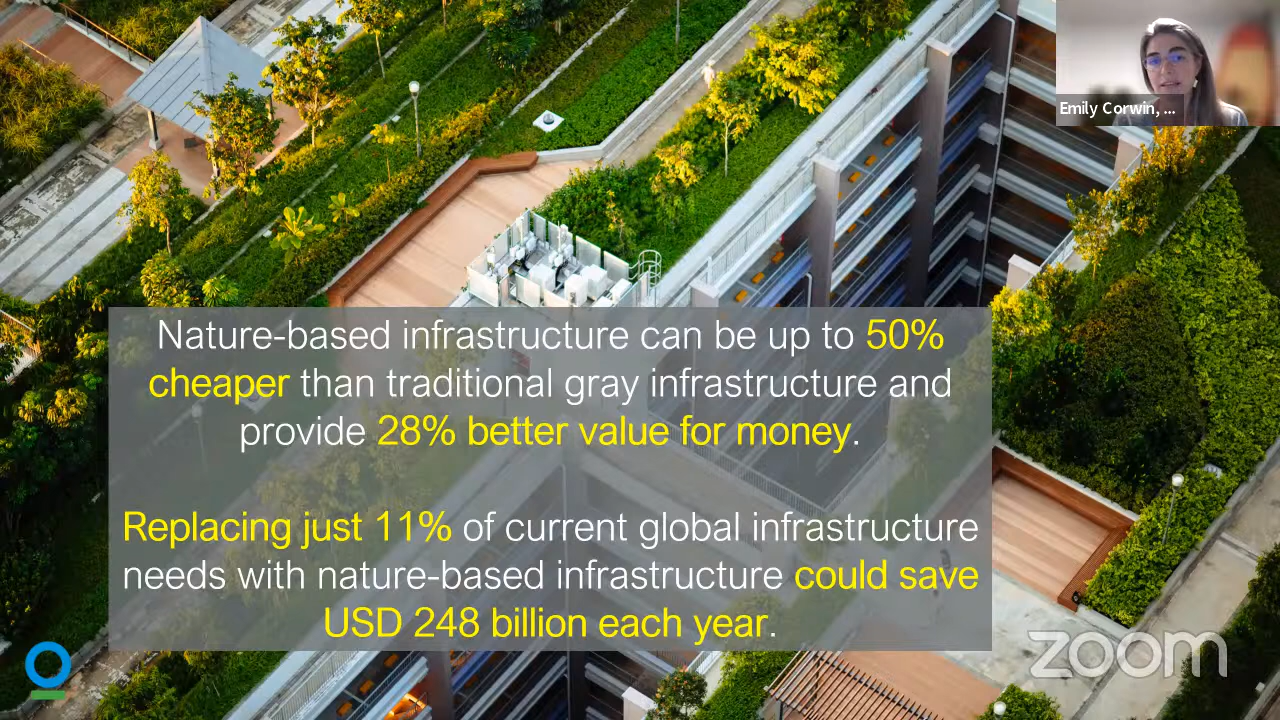 Emily Corwin, ...
Nature-based infrastructure can be up to 50%
cheaper than traditional gray infrastructure and
provide 28% better value for money.
Replacing just 11% of current global infrastructure
needs with nature-based infrastructure could save
USD 248 billion each year.
zoom